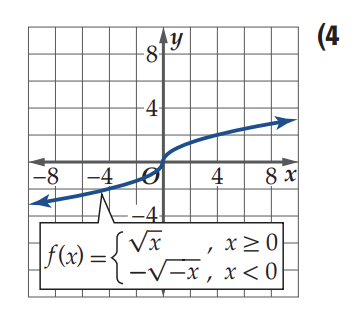 (4
y
8
4
−8 −4 O 4 8 x
−4
f(x) = { √x , x ≥ 0
−√−x , x < 0